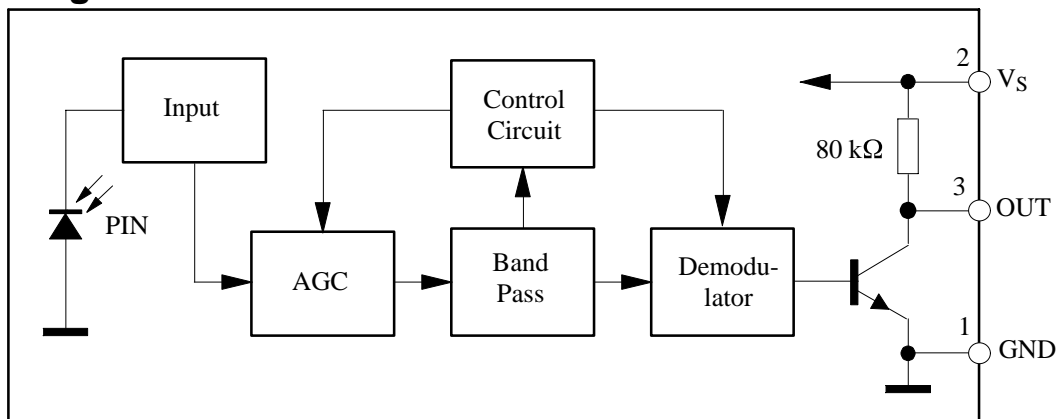 2
V_S
Input
Control
Circuit
80 kΩ
3
OUT
PIN
AGC
Band
Pass
Demodu-
lator
1
GND